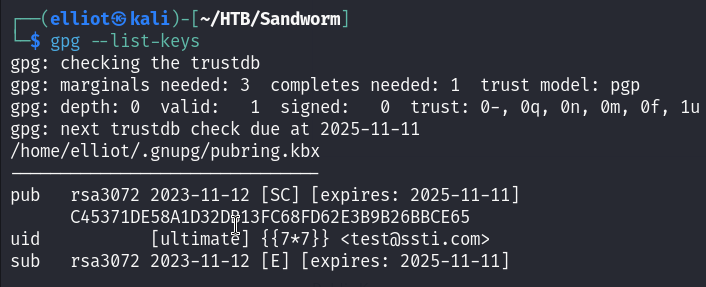 ┌──(elliot㉿kali)-[~/HTB/Sandworm]
└─$ gpg --list-keys
gpg: checking the trustdb
gpg: marginals needed: 3  completes needed: 1  trust model: pgp
gpg: depth: 0  valid:   1  signed:   0  trust: 0-, 0q, 0n, 0m, 0f, 1u
gpg: next trustdb check due at 2025-11-11
/home/elliot/.gnupg/pubring.kbx
-------------------------------
pub   rsa3072 2023-11-12 [SC] [expires: 2025-11-11]
uid           [ultimate] {{7*7}} <test@ssti.com>
sub   rsa3072 2023-11-12 [E] [expires: 2025-11-11]